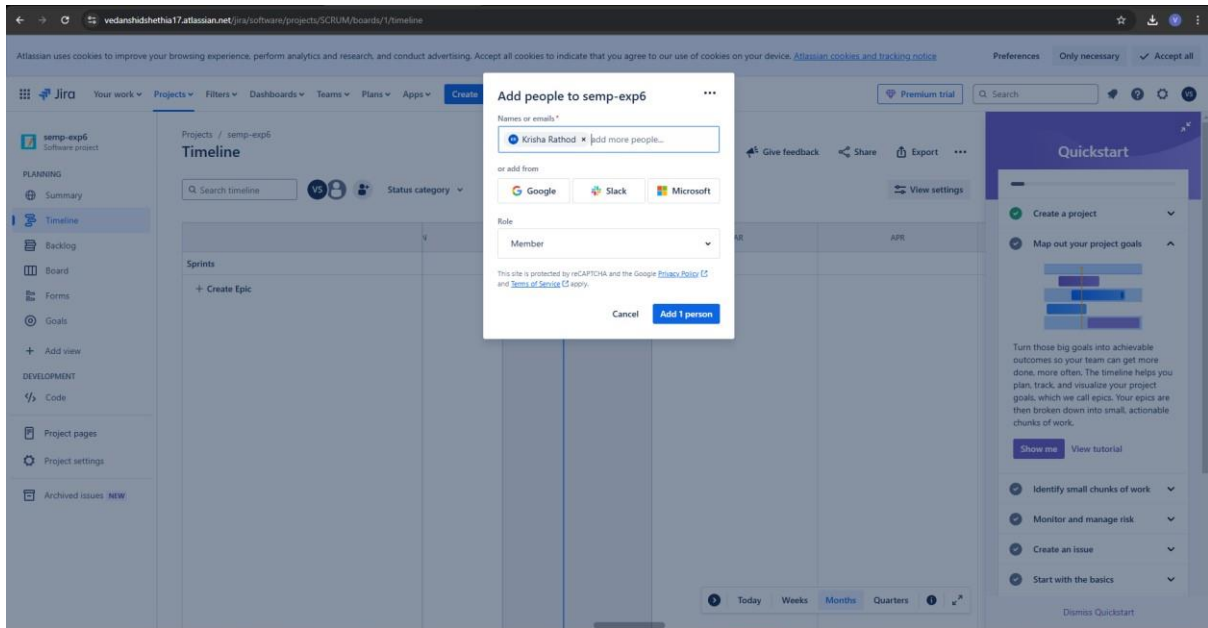 vedanshidshethia17.atlassian.net/jira/software/projects/SCRUM/boards/1/timeline
Atlassian uses cookies to improve your browsing experience, perform analytics and research, and conduct advertising. Accept all cookies to indicate that you agree to our use of cookies on your device. Atlassian cookies and tracking notice
Preferences
Only necessary
Accept all
Jira
Your work
Projects
Filters
Dashboards
Teams
Plans
Apps
Create
Premium trial
Search
VS
semp-exp6
Software project
PLANNING
Summary
Timeline
Backlog
Board
Forms
Goals
+ Add view
DEVELOPMENT
Code
Project pages
Project settings
Archived issues NEW
Projects / semp-exp6
Timeline
Give feedback
Share
Export
Search timeline
VS
Status category
View settings
APR
Sprints
+ Create Epic
Add people to semp-exp6
Names or emails*
Krisha Rathod × add more people...
or add from
Google
Slack
Microsoft
Role
Member
This site is protected by reCAPTCHA and the Google Privacy Policy
and Terms of Service apply.
Cancel
Add 1 person
Today
Weeks
Months
Quarters
Quickstart
Create a project
Map out your project goals
Turn those big goals into achievable
outcomes so your team can get more
done, more often. The timeline helps you
plan, track, and visualize your project
goals, which we call epics. Your epics are
then broken down into small, actionable
chunks of work.
Show me
View tutorial
Identify small chunks of work
Monitor and manage risk
Create an issue
Start with the basics
Dismiss Quickstart